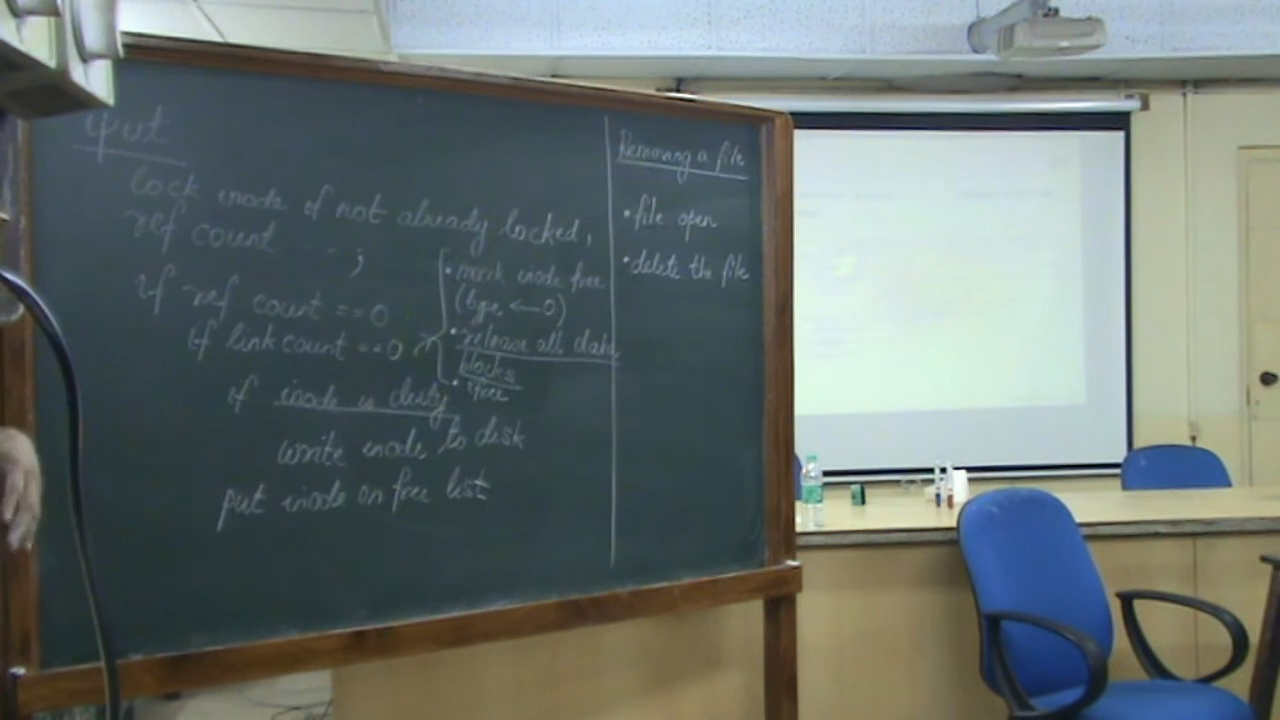 iput
lock inode if not already locked,
ref count --;
if ref count == 0
if link count == 0
• mark inode free
(type ← 0)
• release all data
blocks
• ifree
if inode is dirty
write inode to disk
put inode on free list
Removing a file
• file open
• delete the file